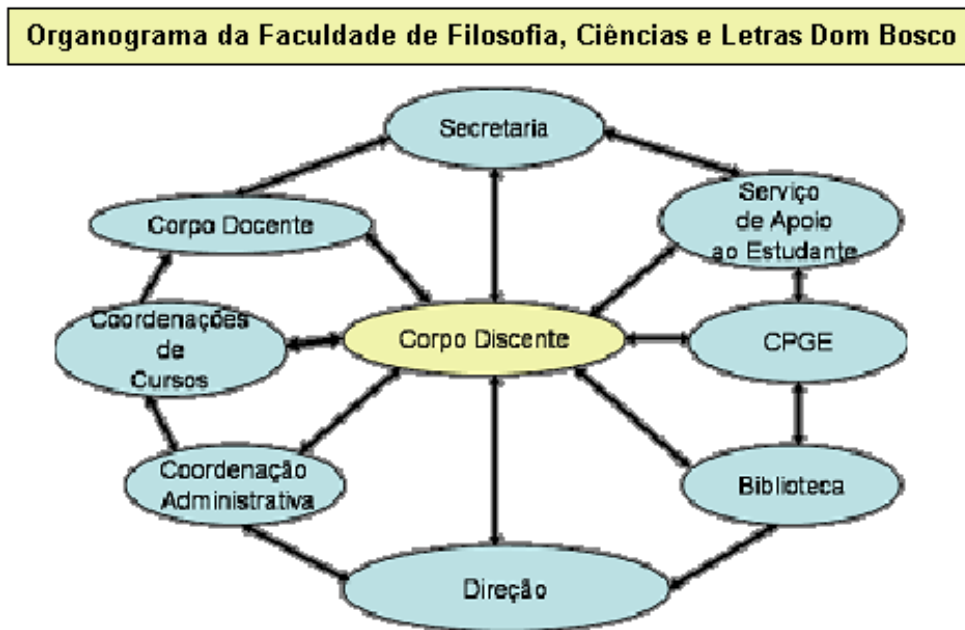 Organograma da Faculdade de Filosofia, Ciências e Letras Dom Bosco
Secretaria
Corpo Docente
Serviço
de Apoio
ao Estudante
Coordenações
de
Cursos
Corpo Discente
CPGE
Coordenação
Administrativa
Biblioteca
Direção